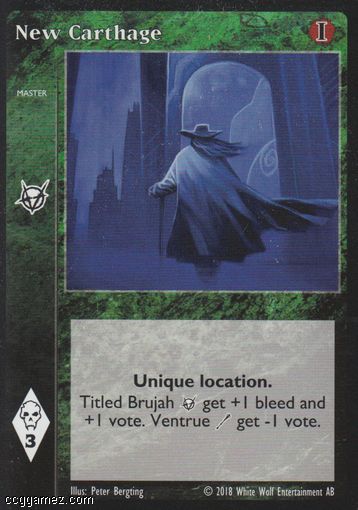 New Carthage
I
MASTER
3
Unique location.
Titled Brujah get +1 bleed and
+1 vote. Ventrue get -1 vote.
Illus: Peter Bergting © 2018 White Wolf Entertainment AB
ccggamez.com